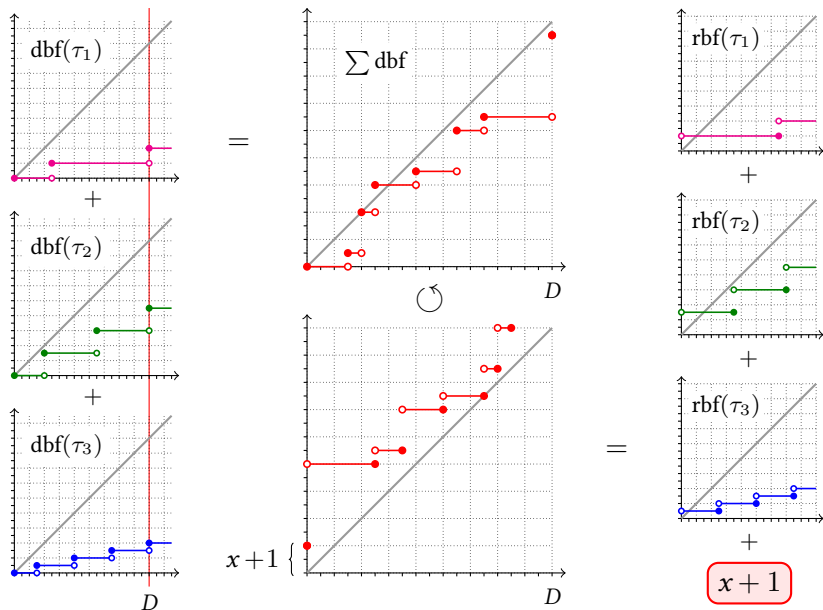 dbf(τ₁)
+
dbf(τ₂)
+
dbf(τ₃)
D
=
∑ dbf
D
↺
x+1 {
D
=
rbf(τ₁)
+
rbf(τ₂)
+
rbf(τ₃)
+
x + 1